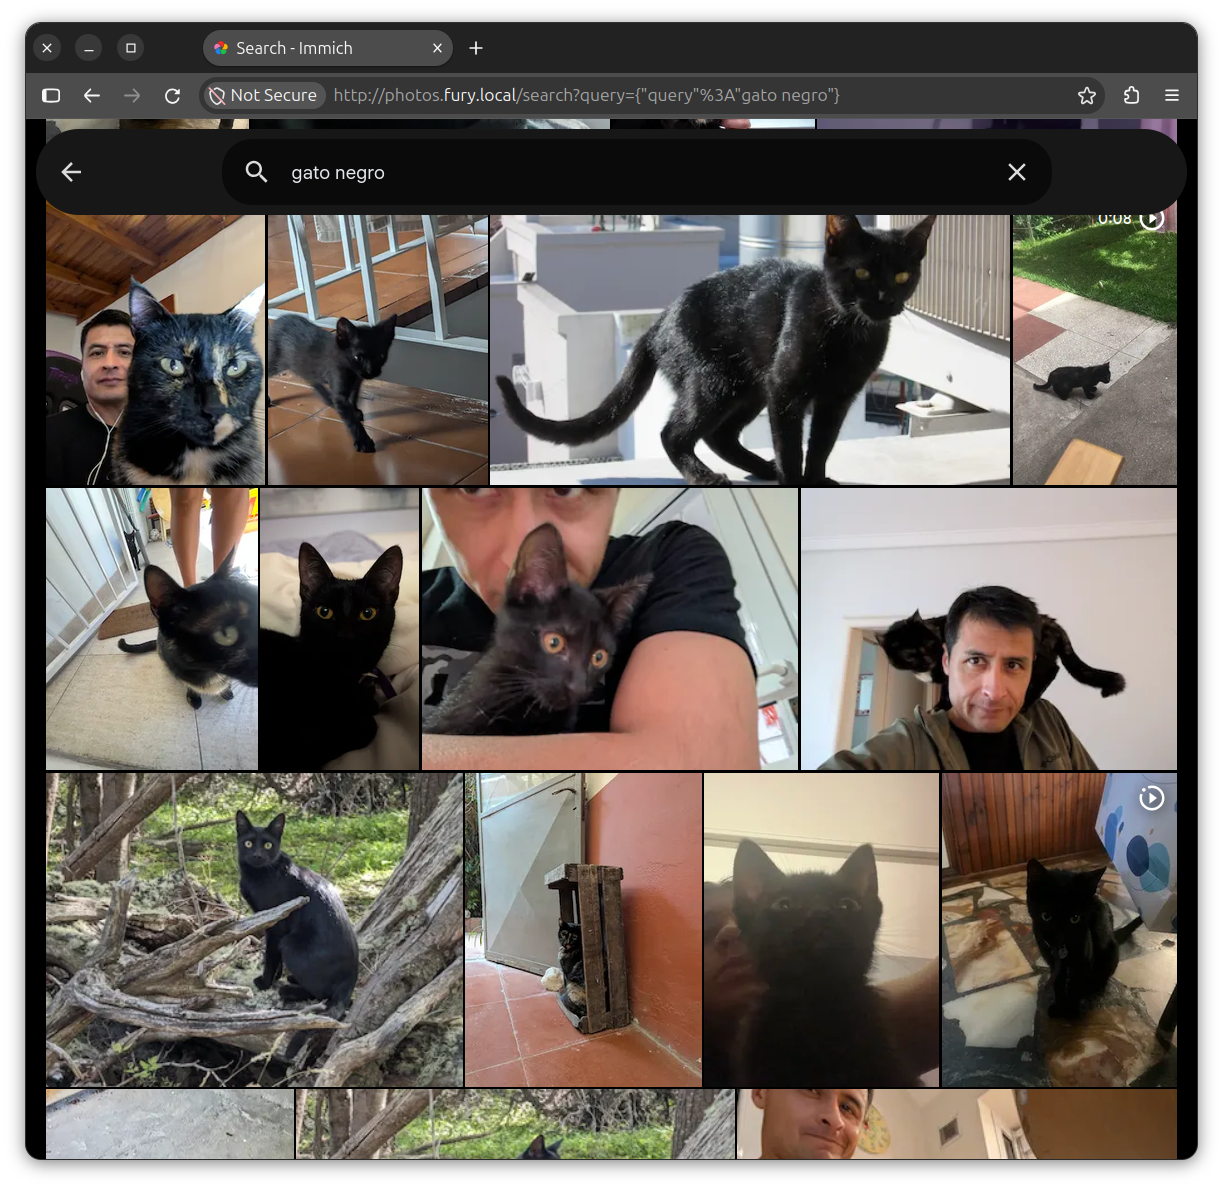 Search - Immich
Not Secure
http://photos.fury.local/search?query={"query"%3A"gato negro"}
gato negro
0:08